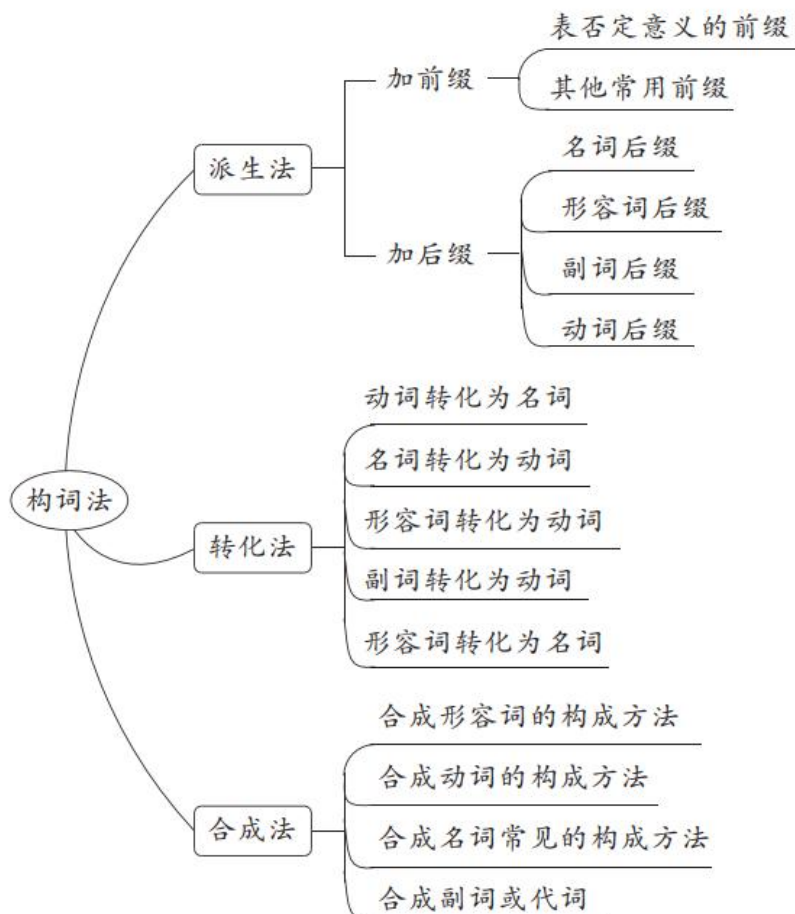 构词法
派生法
加前缀
表否定意义的前缀
其他常用前缀
加后缀
名词后缀
形容词后缀
副词后缀
动词后缀
转化法
动词转化为名词
名词转化为动词
形容词转化为动词
副词转化为动词
形容词转化为名词
合成法
合成形容词的构成方法
合成动词的构成方法
合成名词常见的构成方法
合成副词或代词